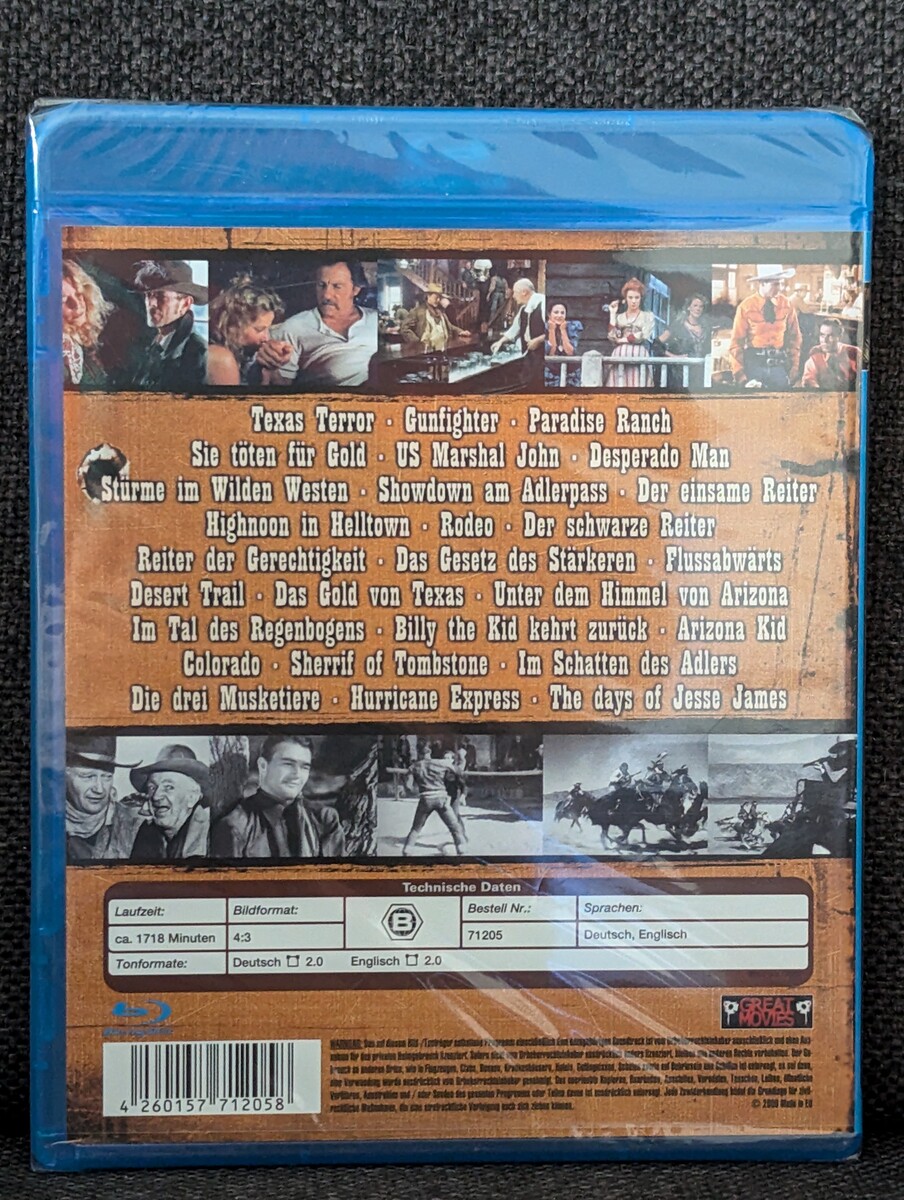 Texas Terror · Gunfighter · Paradise Ranch
Sie töten für Gold · US Marshal John · Desperado Man
Stürme im Wilden Westen · Showdown am Adlerpass · Der einsame Reiter
Highnoon in Helltown · Rodeo · Der schwarze Reiter
Reiter der Gerechtigkeit · Das Gesetz des Stärkeren · Flussabwärts
Desert Trail · Das Gold von Texas · Unter dem Himmel von Arizona
Im Tal des Regenbogens · Billy the Kid kehrt zurück · Arizona Kid
Colorado · Sherrif of Tombstone · Im Schatten des Adlers
Die drei Musketiere · Hurricane Express · The days of Jesse James
Technische Daten
Laufzeit: Bildformat: B Bestell Nr.: Sprachen:
ca. 1718 Minuten 4:3 71205 Deutsch, Englisch
Tonformate: Deutsch 2.0 Englisch 2.0
GREAT
MOVIES
4 260157 712058